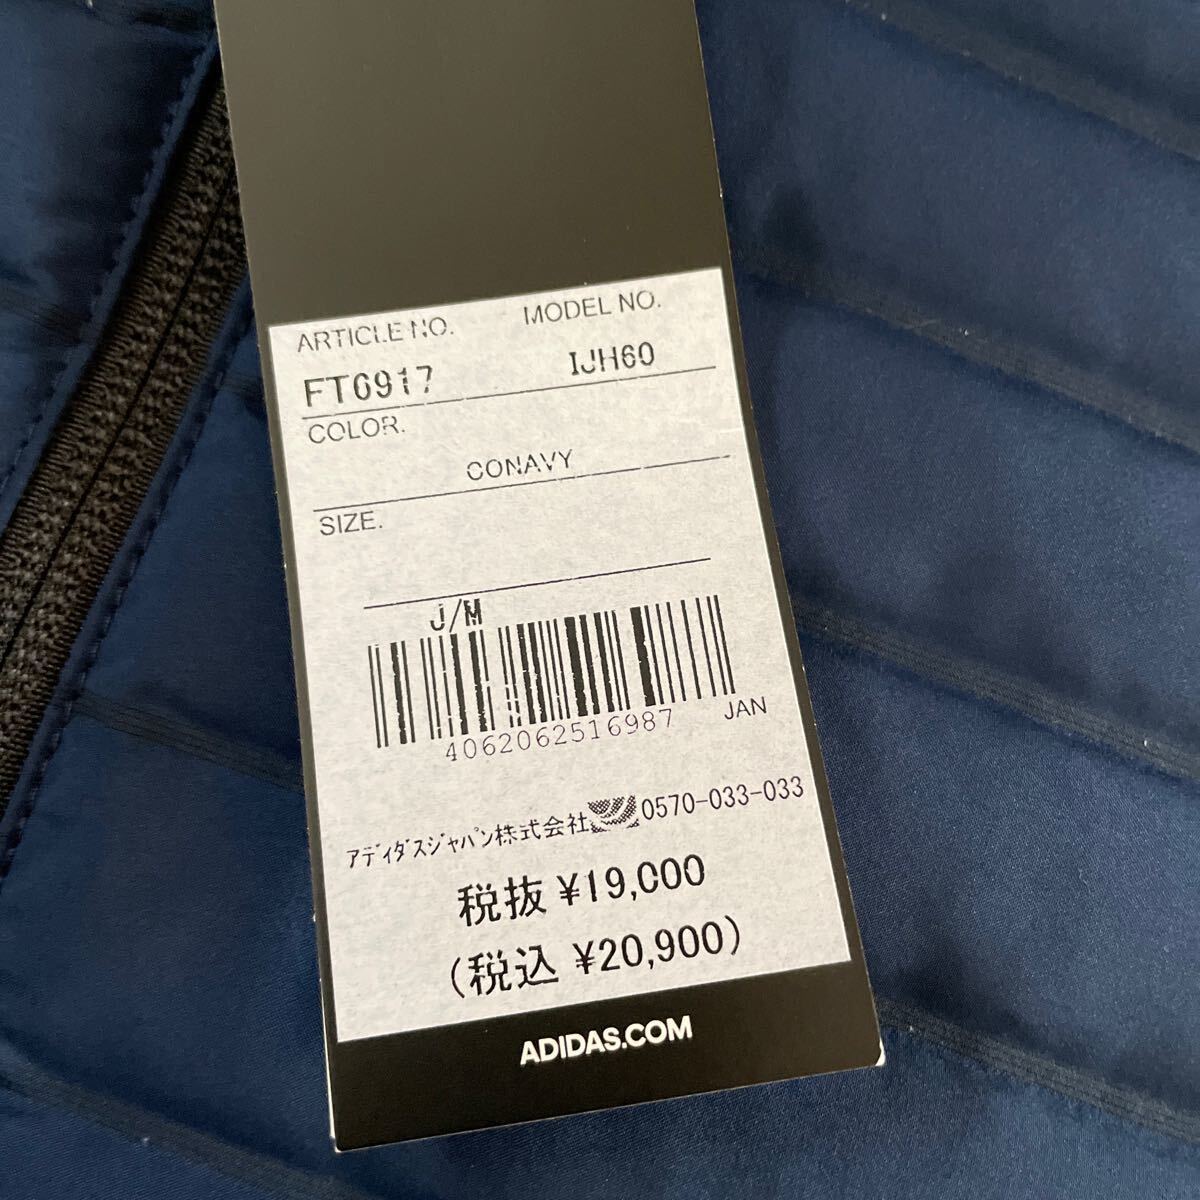 ARTICLE NO. MODEL NO.
FT6917 IJH60
COLOR.
CONAVY
SIZE.
J/M
4062062516987 JAN
アディダスジャパン株式会社 0570-033-033
税抜 ¥19,000
(税込 ¥20,900)
ADIDAS.COM